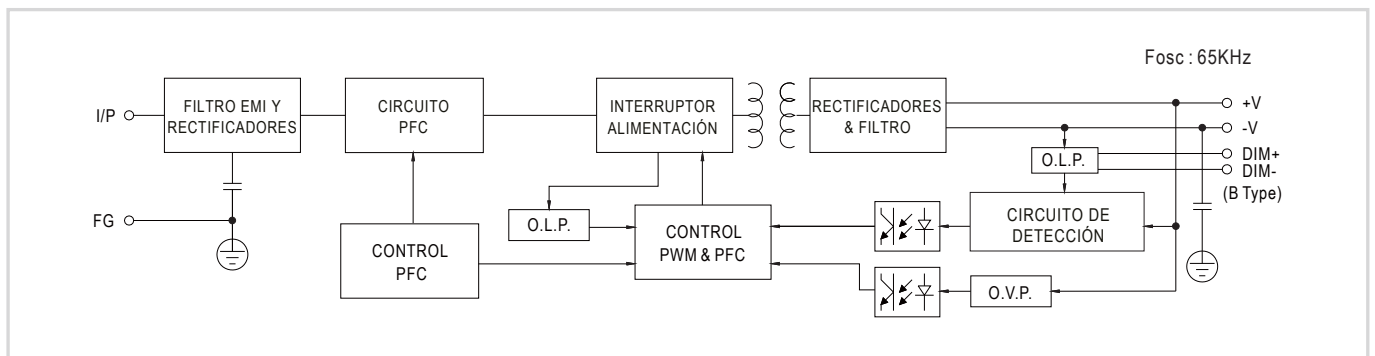 Fosc : 65KHz
I/P
FILTRO EMI Y
RECTIFICADORES
CIRCUITO
PFC
INTERRUPTOR
ALIMENTACIÓN
RECTIFICADORES
& FILTRO
+V
-V
DIM+
DIM-
(B Type)
O.L.P.
FG
O.L.P.
CONTROL
PFC
CONTROL
PWM & PFC
CIRCUITO DE
DETECCIÓN
O.V.P.